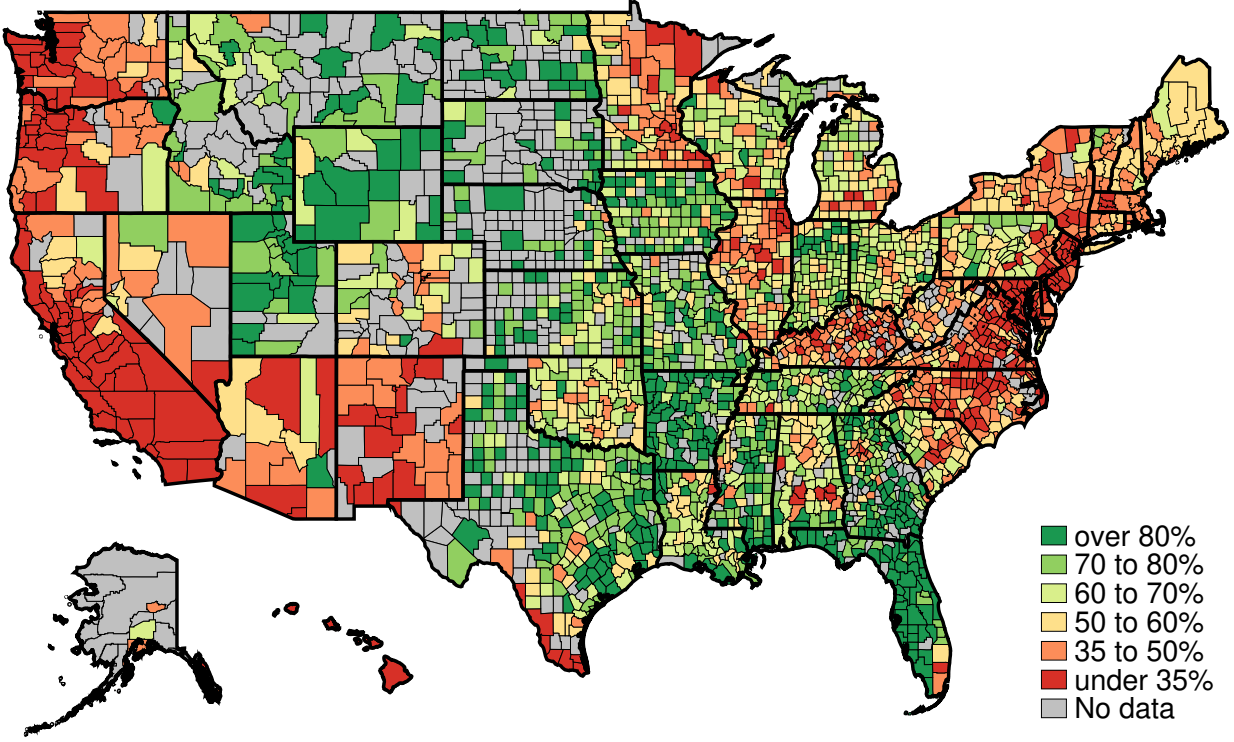 over 80%
70 to 80%
60 to 70%
50 to 60%
35 to 50%
under 35%
No data